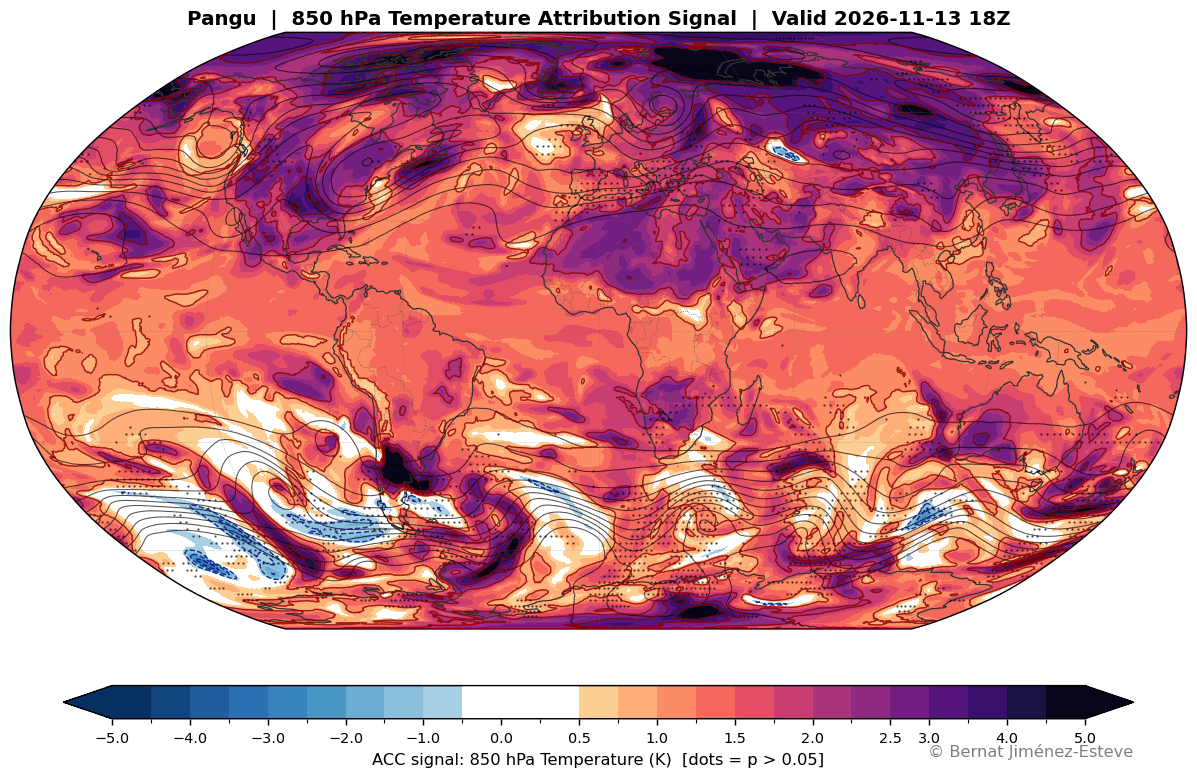 Pangu | 850 hPa Temperature Attribution Signal | Valid 2026-11-13 18Z
−5.0 −4.0 −3.0 −2.0 −1.0 0.0 0.5 1.0 1.5 2.0 2.5 3.0 4.0 5.0
ACC signal: 850 hPa Temperature (K) [dots = p > 0.05]
© Bernat Jiménez-Esteve